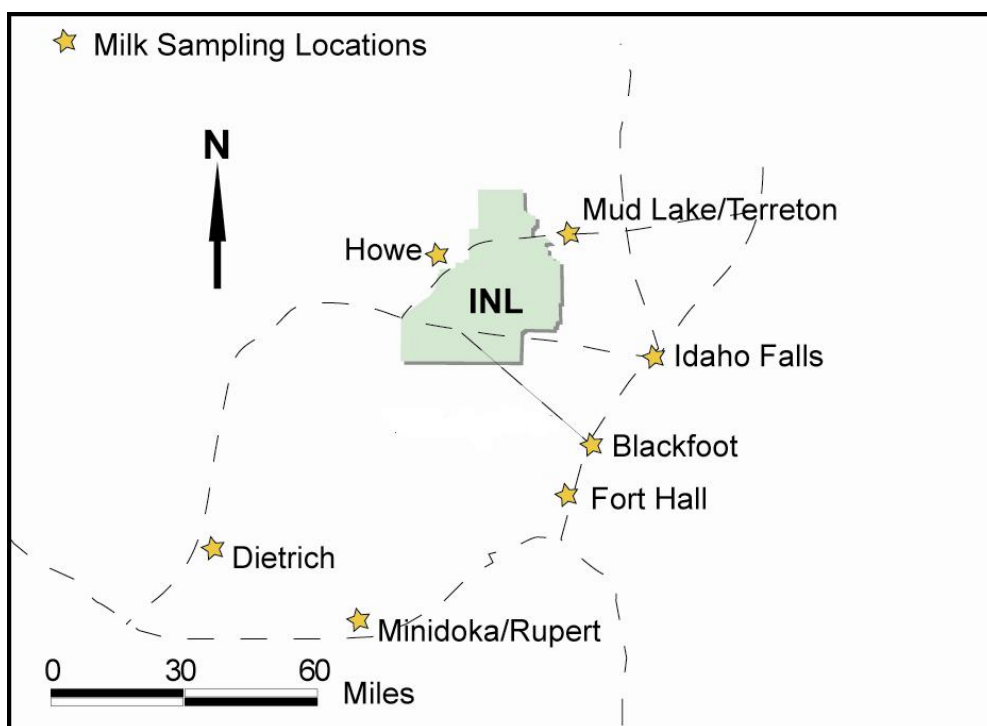 Milk Sampling Locations
N
Mud Lake/Terreton
Howe
INL
Idaho Falls
Blackfoot
Fort Hall
Dietrich
Minidoka/Rupert
0 30 60
Miles